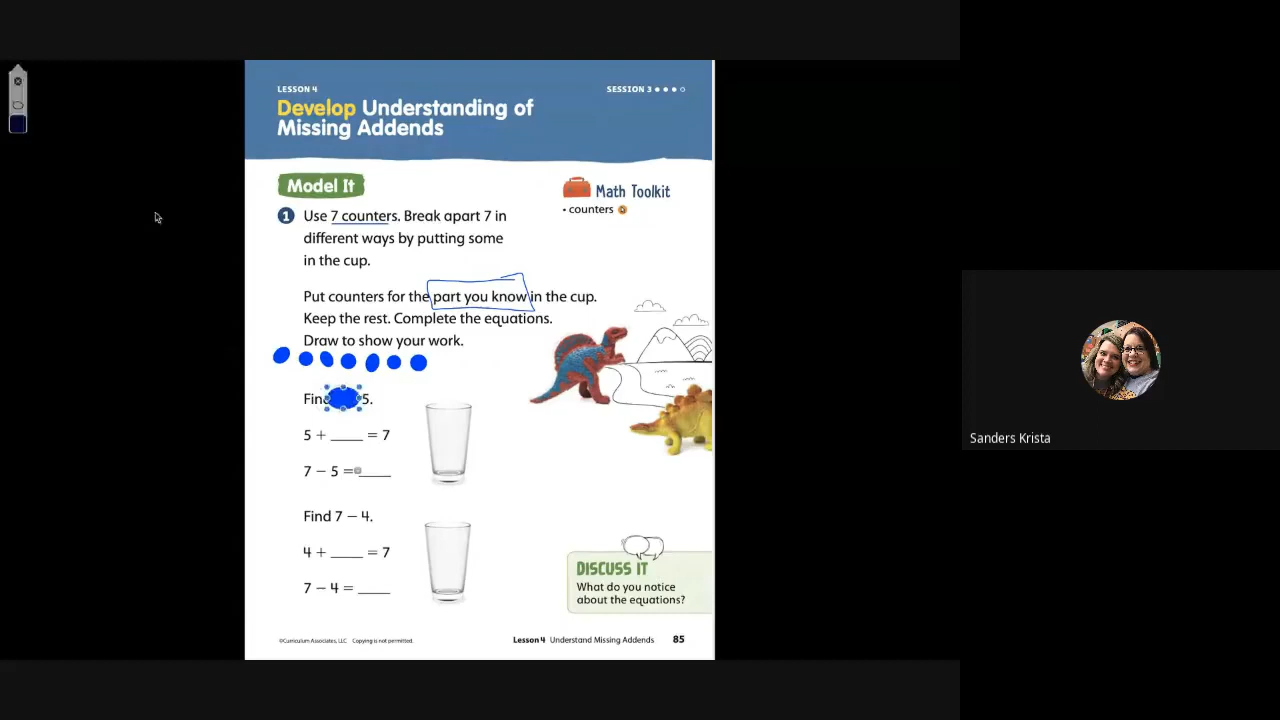 LESSON 4
SESSION 3
Develop Understanding of
Missing Addends
Model It
Math Toolkit
• counters
1 Use 7 counters. Break apart 7 in
different ways by putting some
in the cup.
Put counters for the part you know in the cup.
Keep the rest. Complete the equations.
Draw to show your work.
Find 5.
5 + ____ = 7
7 − 5 = ____
Find 7 − 4.
4 + ____ = 7
7 − 4 = ____
DISCUSS IT
What do you notice
about the equations?
©Curriculum Associates, LLC Copying is not permitted.
Lesson 4 Understand Missing Addends 85
Sanders Krista